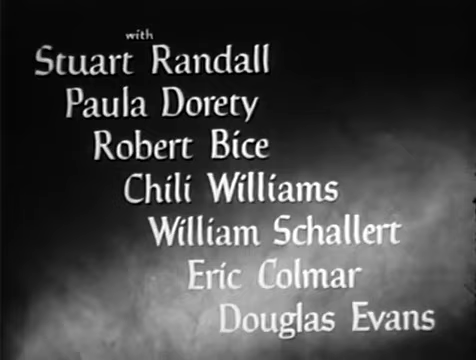 with
Stuart Randall
Paula Dorety
Robert Bice
Chili Williams
William Schallert
Eric Colmar
Douglas Evans